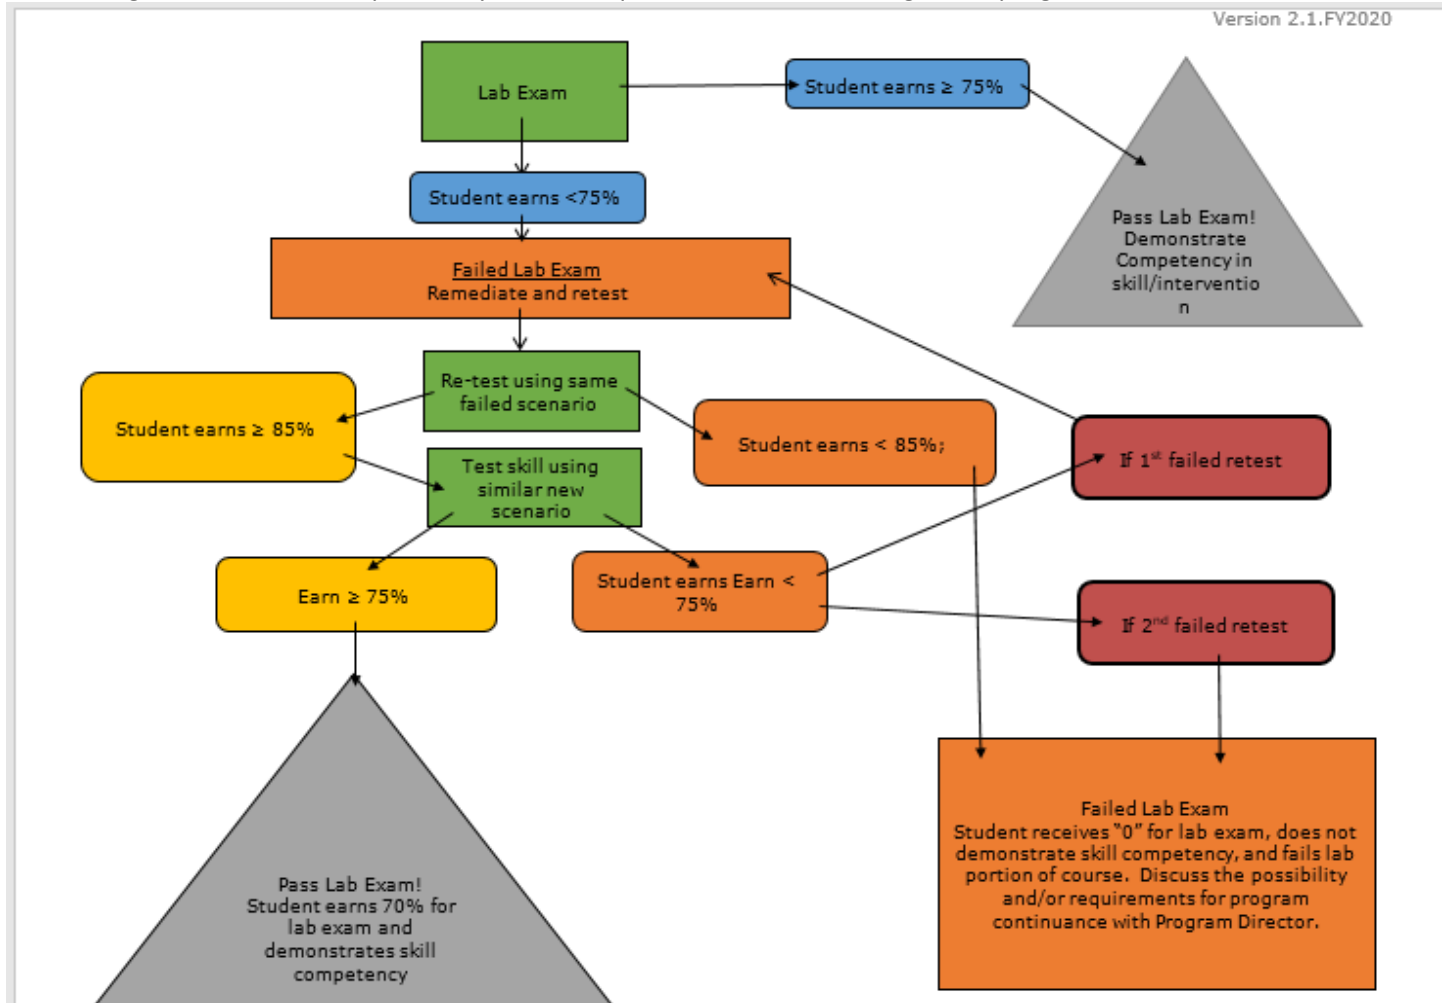 Version 2.1.FY2020
Lab Exam
Student earns ≥ 75%
Student earns <75%
Pass Lab Exam!
Demonstrate
Competency in
skill/interventio
n
Failed Lab Exam
Remediate and retest
Re-test using same
failed scenario
Student earns ≥ 85%
Student earns < 85%;
If 1st failed retest
Test skill using
similar new
scenario
Earn ≥ 75%
Student earns Earn <
75%
If 2nd failed retest
Failed Lab Exam
Student receives "0" for lab exam, does not
demonstrate skill competency, and fails lab
portion of course. Discuss the possibility
and/or requirements for program
continuance with Program Director.
Pass Lab Exam!
Student earns 70% for
lab exam and
demonstrates skill
competency